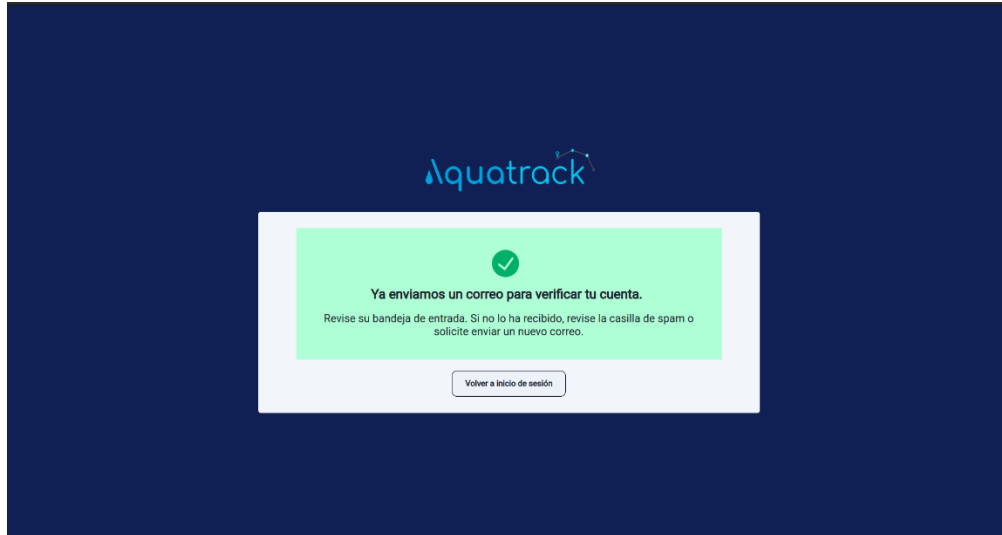 Aquatrack
Ya enviamos un correo para verificar tu cuenta.
Revise su bandeja de entrada. Si no lo ha recibido, revise la casilla de spam o
solicite enviar un nuevo correo.
Volver a inicio de sesión